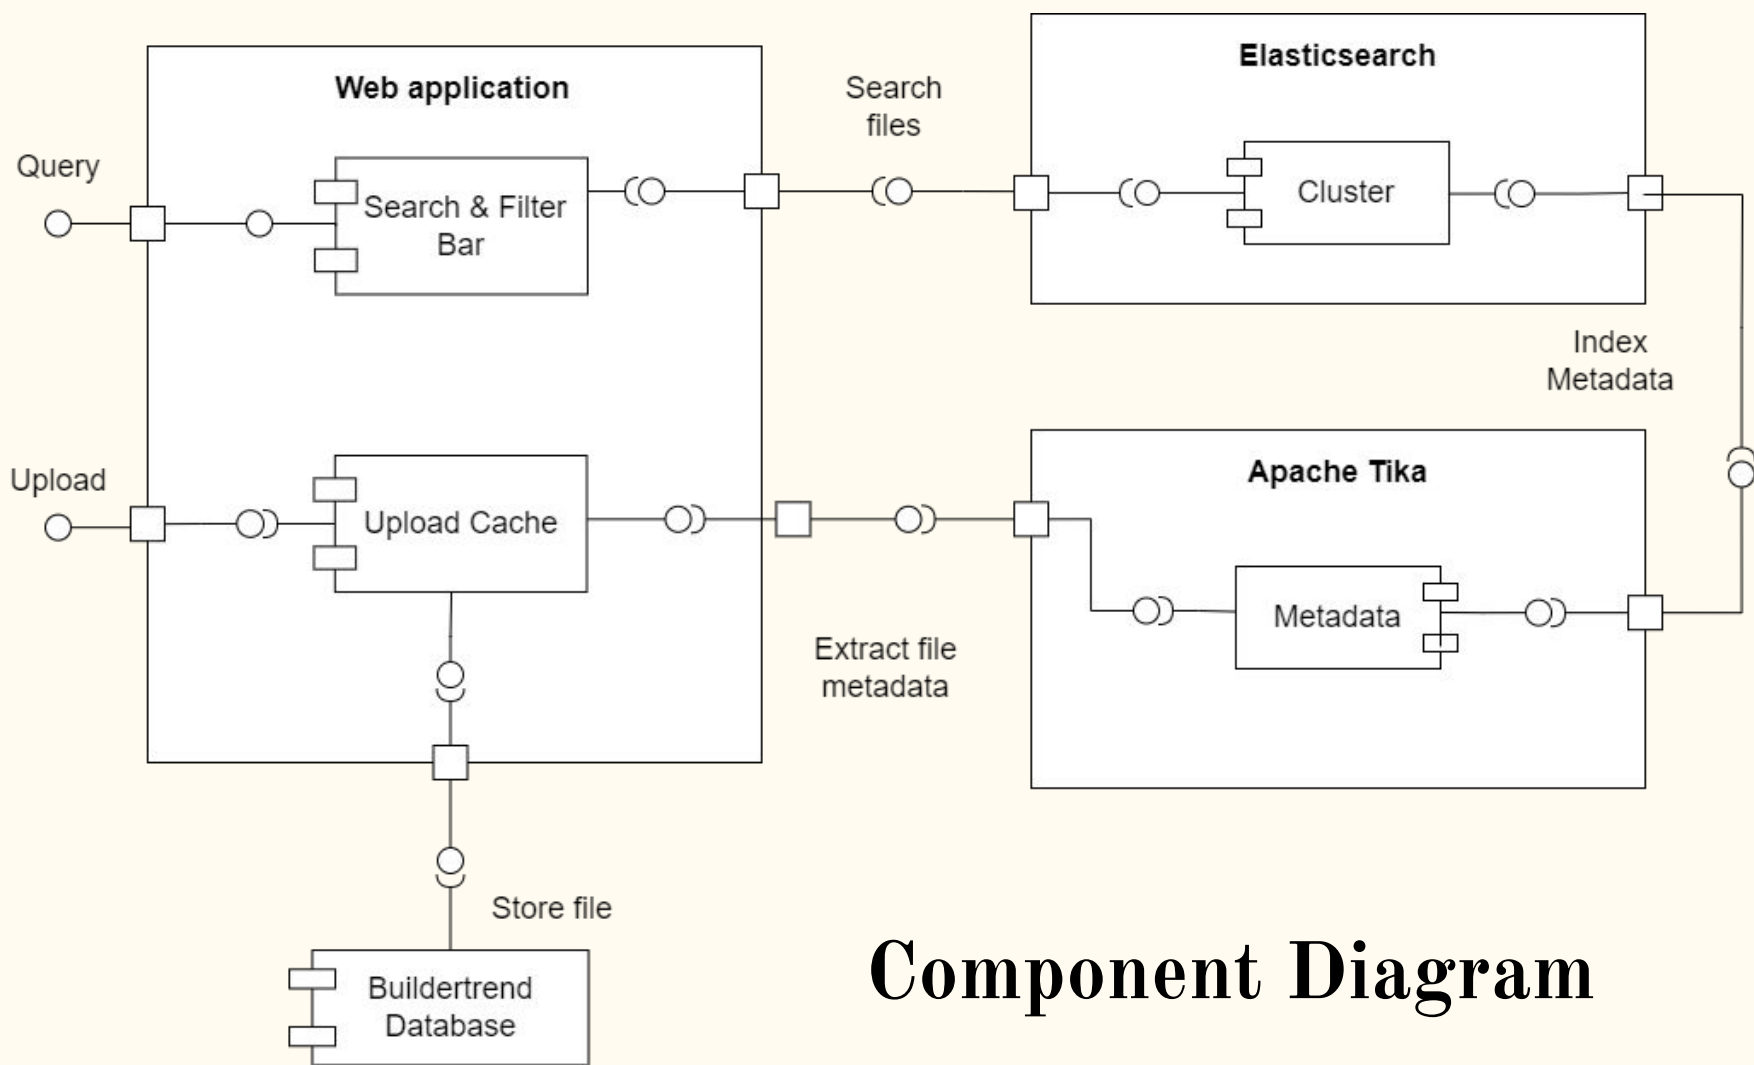 Elasticsearch
Web application
Search
files
Query
Search & Filter
Bar
Cluster
Index
Metadata
Upload
Apache Tika
Upload Cache
Metadata
Extract file
metadata
Store file
Buildertrend
Database
Component Diagram